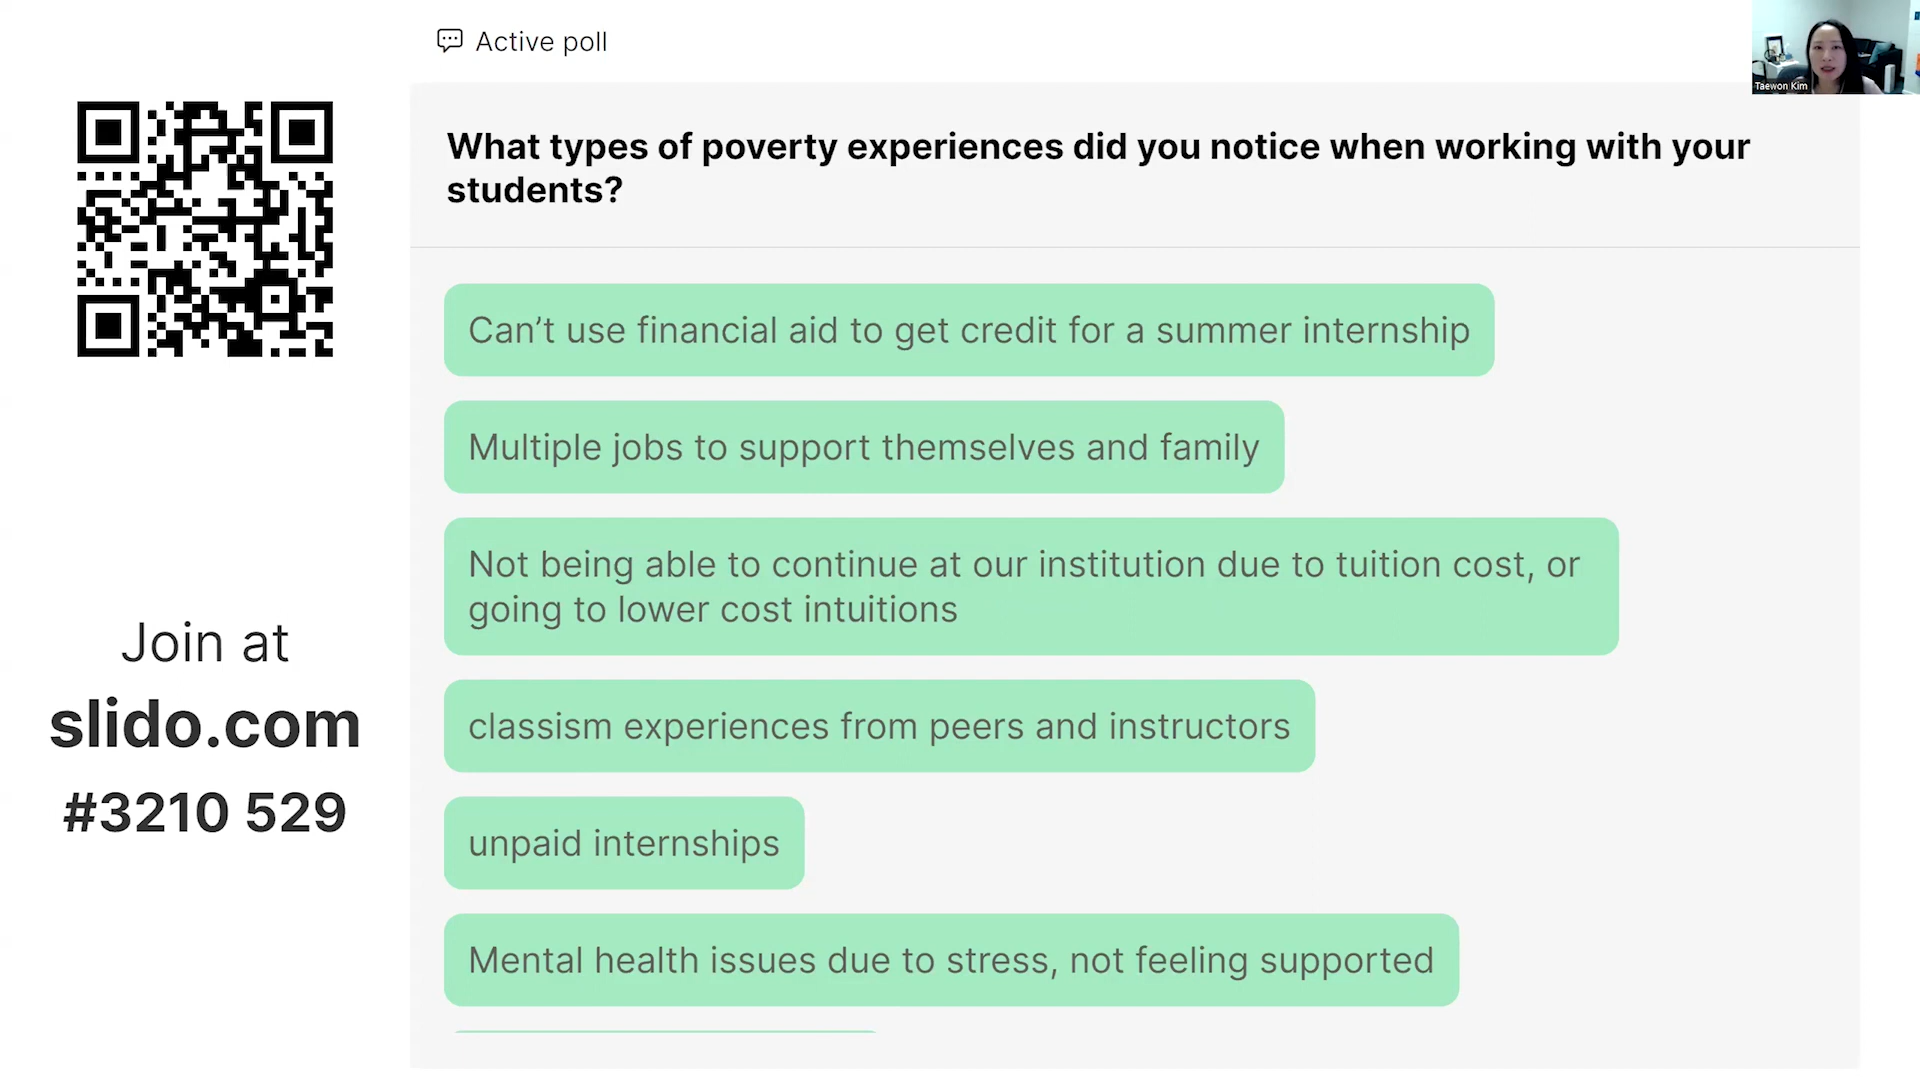 Active poll
Taewon Kim
What types of poverty experiences did you notice when working with your
students?
Can’t use financial aid to get credit for a summer internship
Multiple jobs to support themselves and family
Not being able to continue at our institution due to tuition cost, or
going to lower cost intuitions
classism experiences from peers and instructors
unpaid internships
Mental health issues due to stress, not feeling supported
Join at
slido.com
#3210 529